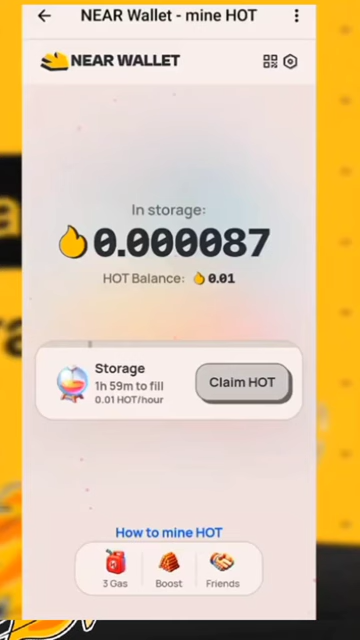 NEAR Wallet - mine HOT
NEAR WALLET
In storage:
0.000087
HOT Balance: 0.01
Storage
1h 59m to fill
0.01 HOT/hour
Claim HOT
How to mine HOT
3 Gas
Boost
Friends